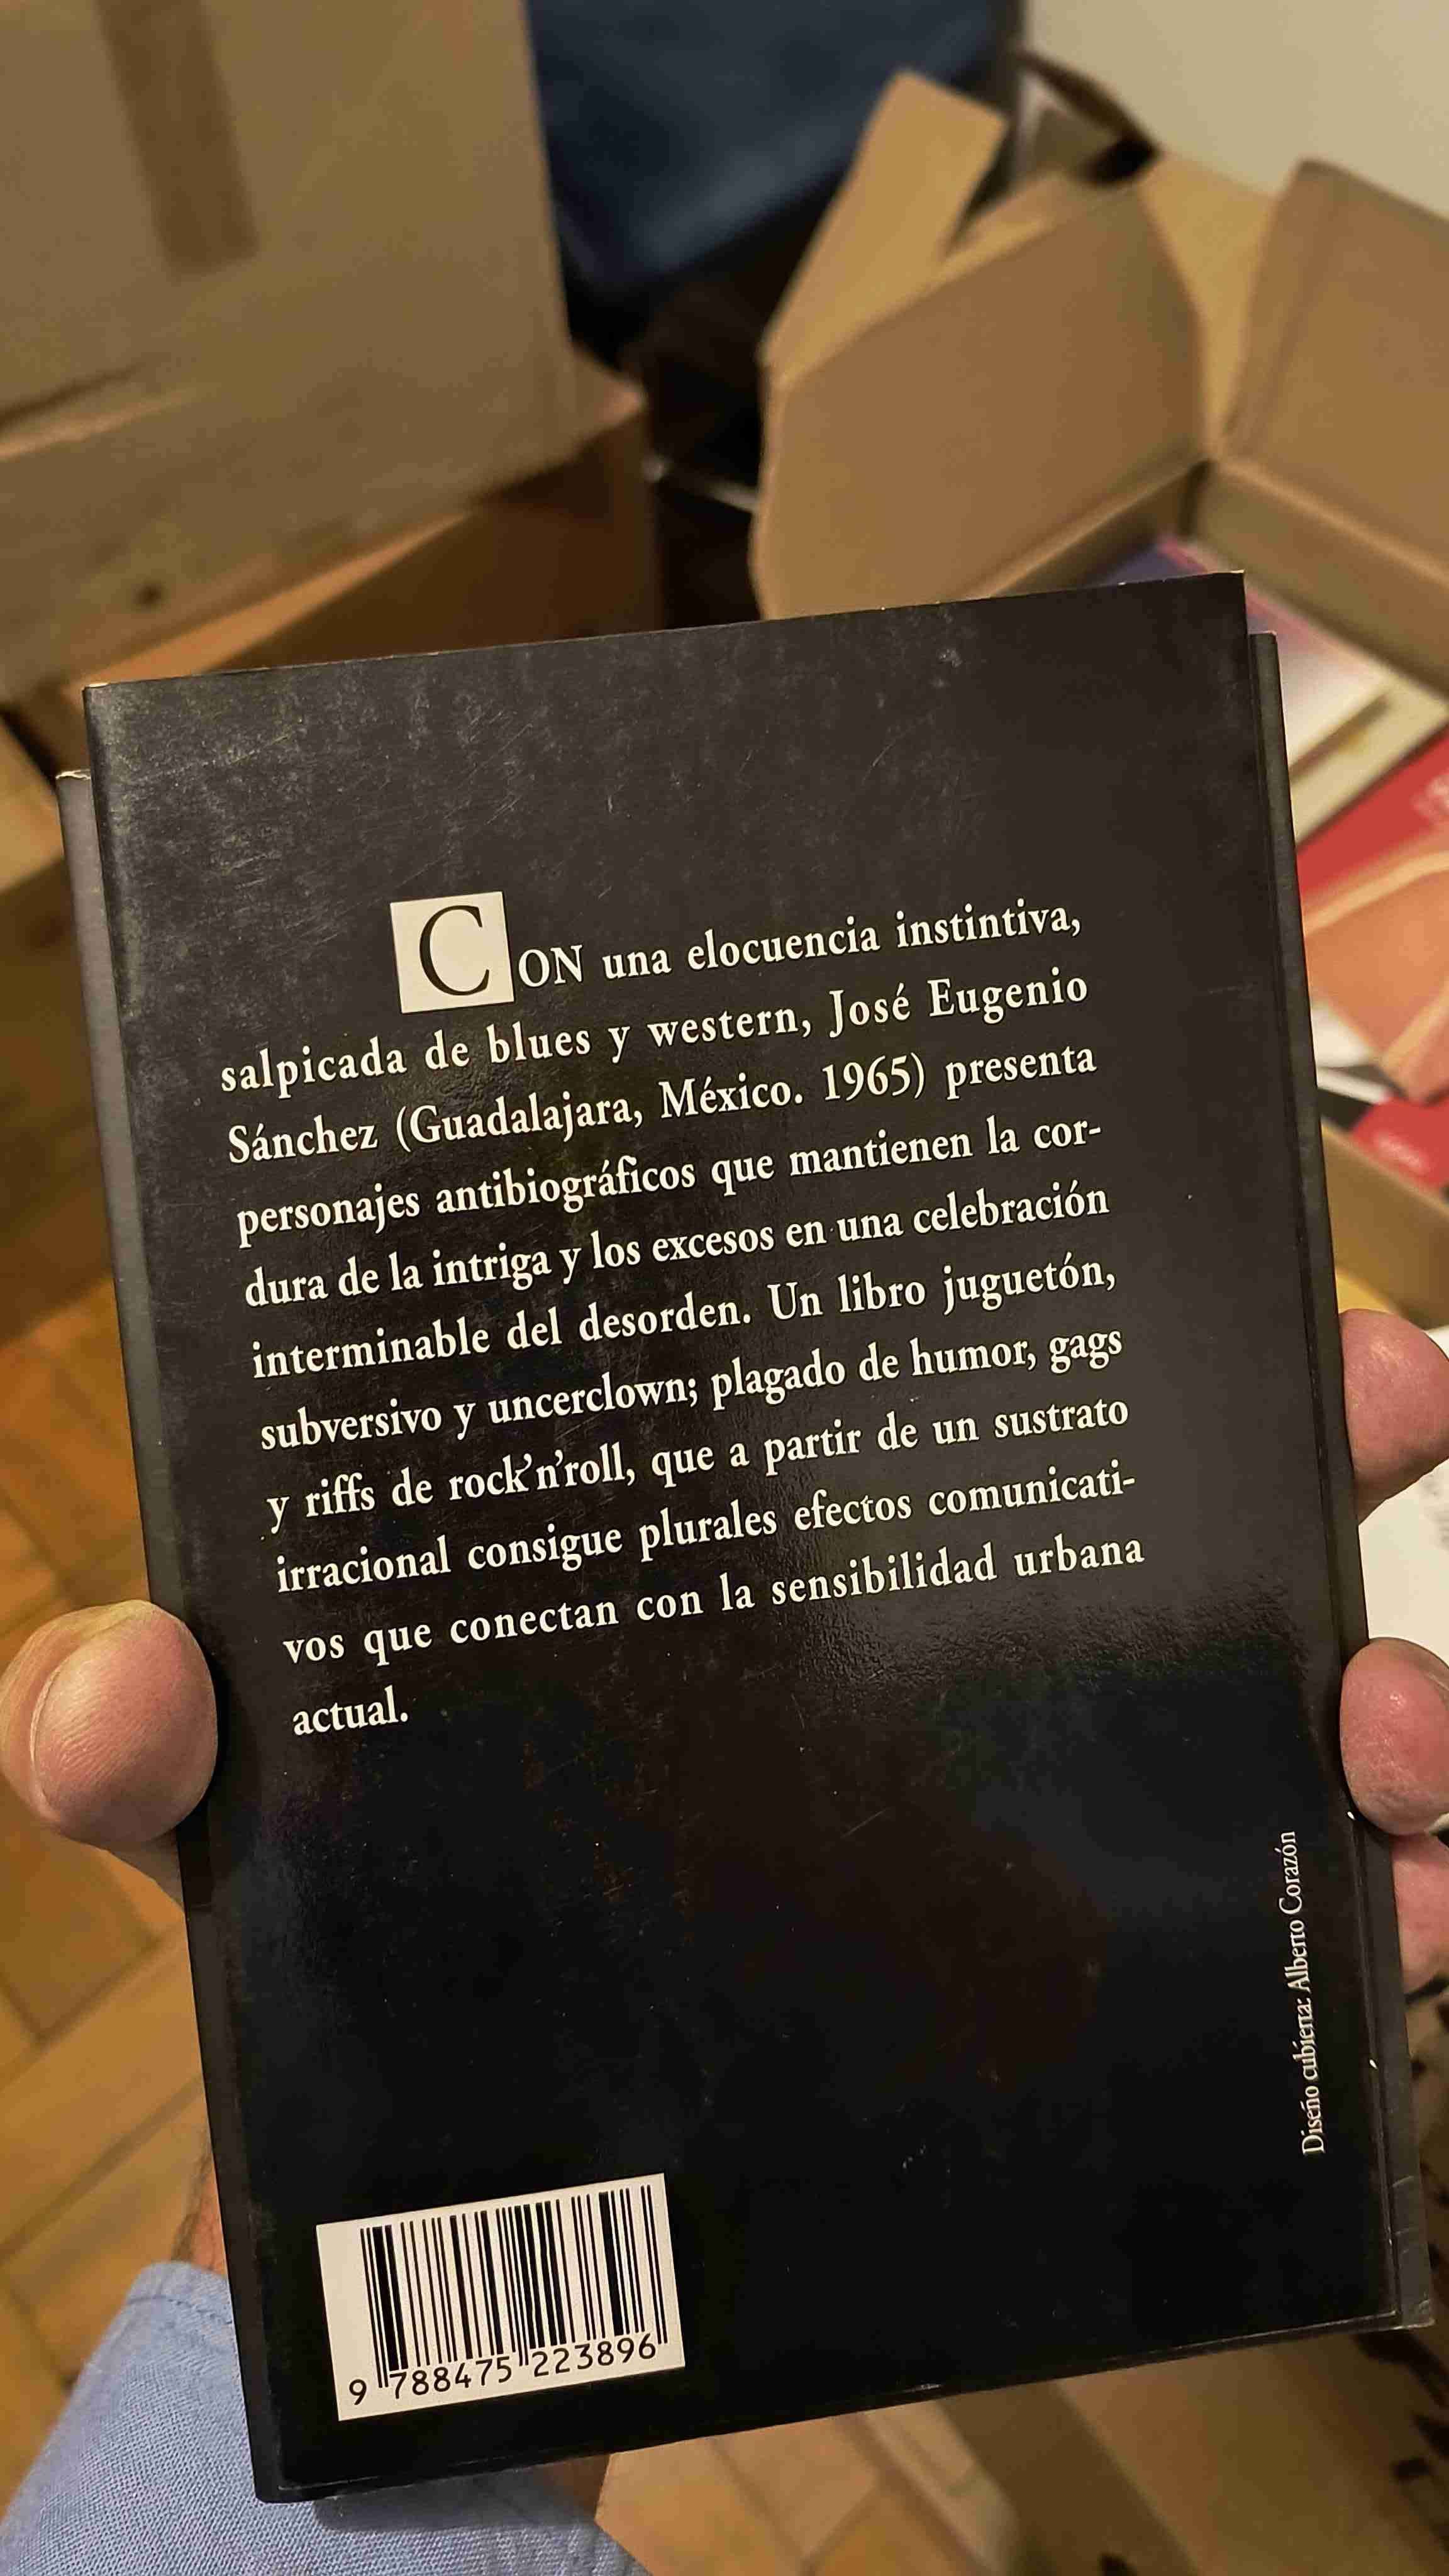 CON una elocuencia instintiva,
salpicada de blues y western, José Eugenio
Sánchez (Guadalajara, México. 1965) presenta
personajes antibiográficos que mantienen la cor-
dura de la intriga y los excesos en una celebración
interminable del desorden. Un libro juguetón,
subversivo y uncerclown; plagado de humor, gags
y riffs de rock'n'roll, que a partir de un sustrato
irracional consigue plurales efectos comunicati-
vos que conectan con la sensibilidad urbana
actual.
Diseño cubierta: Alberto Corazón
9 788475 223896